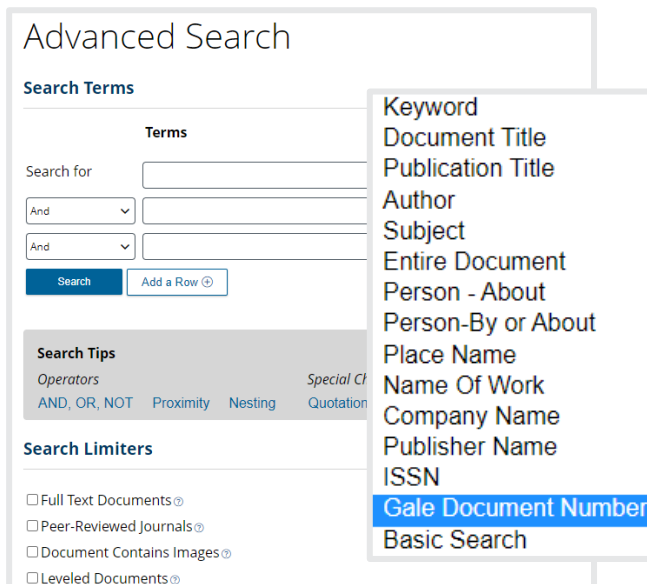 Advanced Search
Search Terms
Terms
Search for
And
And
Search Add a Row
Search Tips
Operators Special Ch
AND, OR, NOT Proximity Nesting Quotation
Search Limiters
Full Text Documents
Peer-Reviewed Journals
Document Contains Images
Leveled Documents
Keyword
Document Title
Publication Title
Author
Subject
Entire Document
Person - About
Person-By or About
Place Name
Name Of Work
Company Name
Publisher Name
ISSN
Gale Document Number
Basic Search